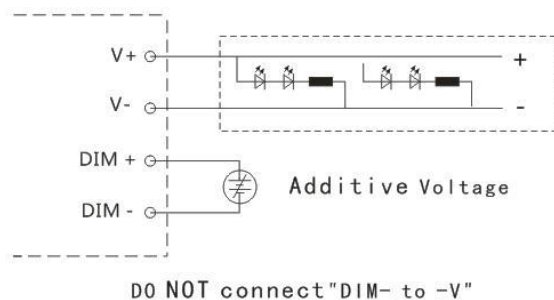 V+
+
V-
-
DIM +
Additive Voltage
DIM -
DO NOT connect"DIM- to -V"